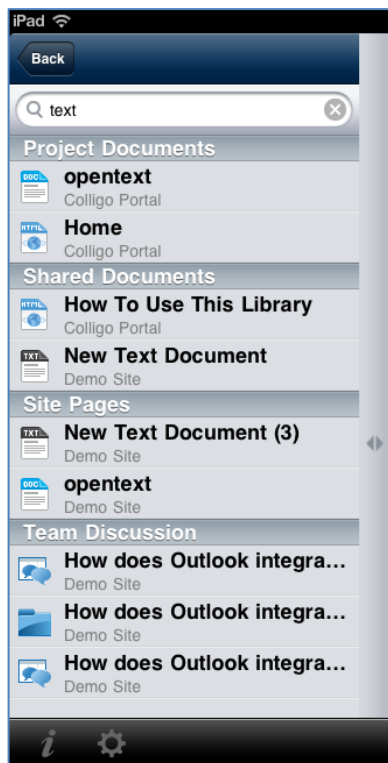 iPad
Back
text
Project Documents
DOC
opentext
Colligo Portal
HTML
Home
Colligo Portal
Shared Documents
HTML
How To Use This Library
Colligo Portal
TXT
New Text Document
Demo Site
Site Pages
TXT
New Text Document (3)
Demo Site
DOC
opentext
Demo Site
Team Discussion
How does Outlook integra...
Demo Site
How does Outlook integra...
Demo Site
How does Outlook integra...
Demo Site
i